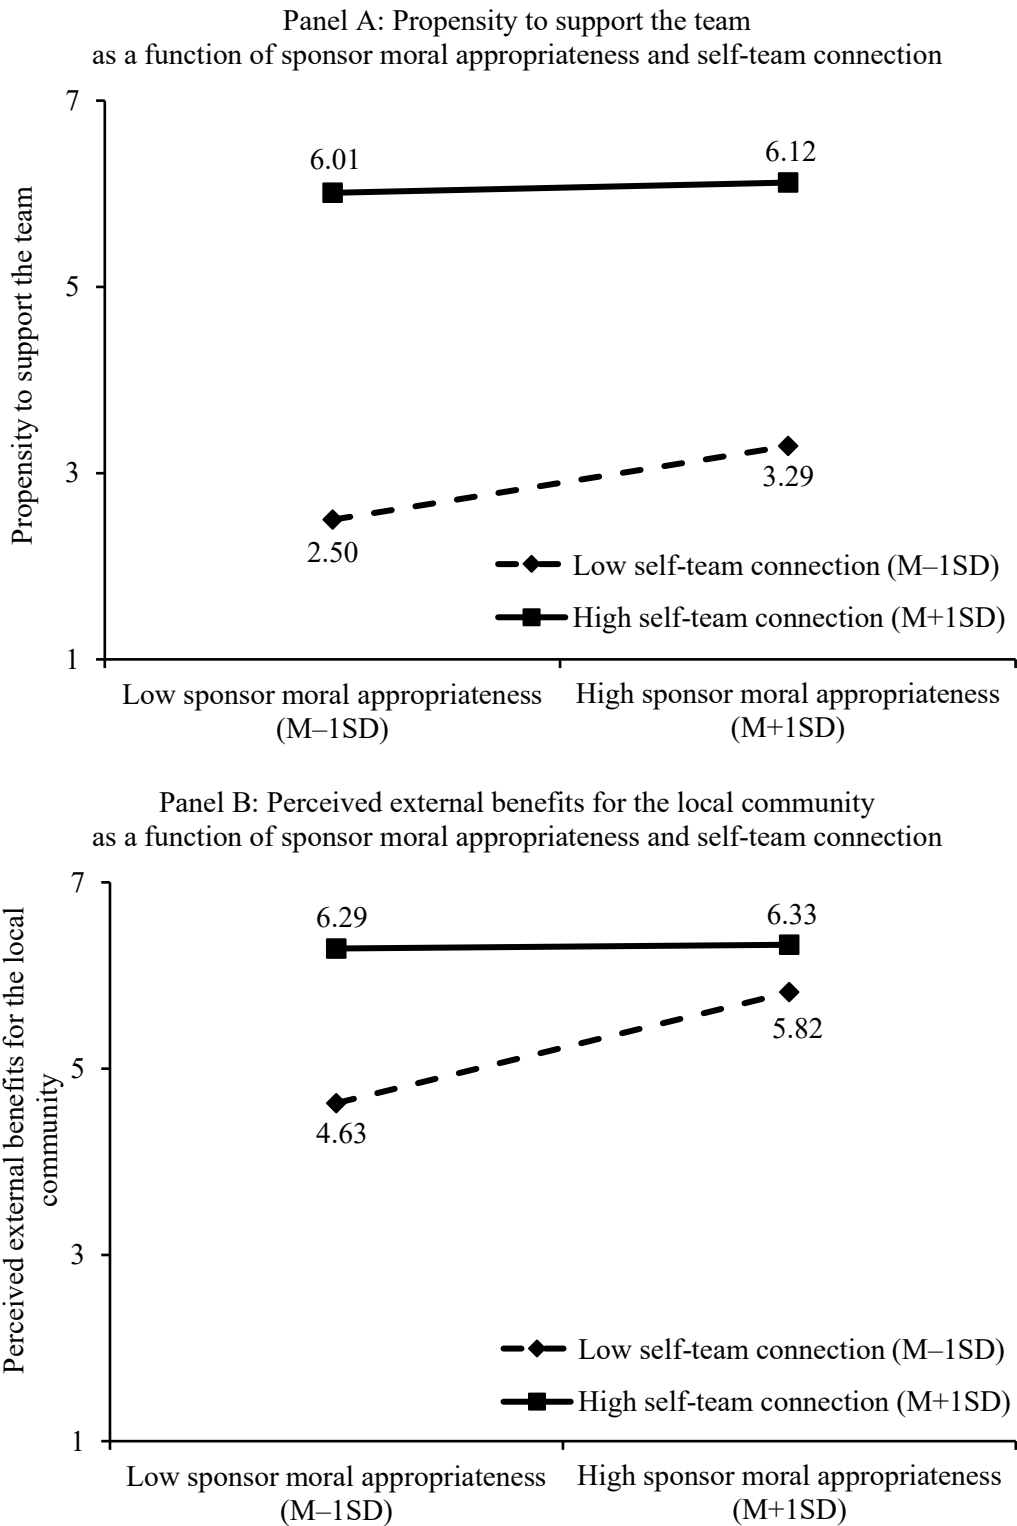 Panel A: Propensity to support the team
as a function of sponsor moral appropriateness and self-team connection
Propensity to support the team
7
5
3
1
6.01
6.12
2.50
3.29
Low self-team connection (M–1SD)
High self-team connection (M+1SD)
Low sponsor moral appropriateness
(M–1SD)
High sponsor moral appropriateness
(M+1SD)
Panel B: Perceived external benefits for the local community
as a function of sponsor moral appropriateness and self-team connection
Perceived external benefits for the local
community
7
5
3
1
6.29
6.33
4.63
5.82
Low self-team connection (M–1SD)
High self-team connection (M+1SD)
Low sponsor moral appropriateness
(M–1SD)
High sponsor moral appropriateness
(M+1SD)